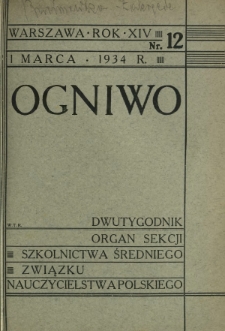 WARSZAWA · ROK · XIV Nr. 12
1 MARCA · 1934 R.
OGNIWO
W.T.R.
DWUTYGODNIK
ORGAN SEKCJI
SZKOLNICTWA ŚREDNIEGO
ZWIĄZKU
NAUCZYCIELSTWA POLSKIEGO